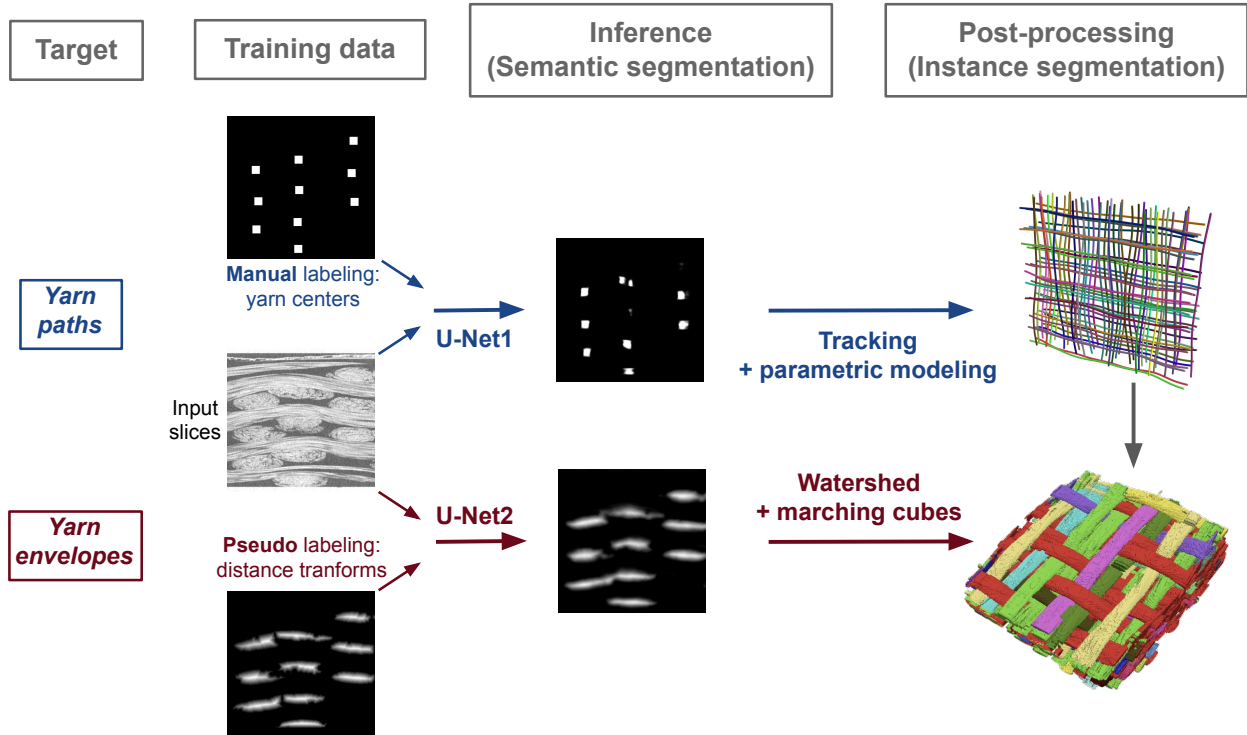 Target
Training data
Inference
(Semantic segmentation)
Post-processing
(Instance segmentation)
Yarn
paths
Manual labeling:
yarn centers
U-Net1
Tracking
+ parametric modeling
Input
slices
Yarn
envelopes
Pseudo labeling:
distance tranforms
U-Net2
Watershed
+ marching cubes